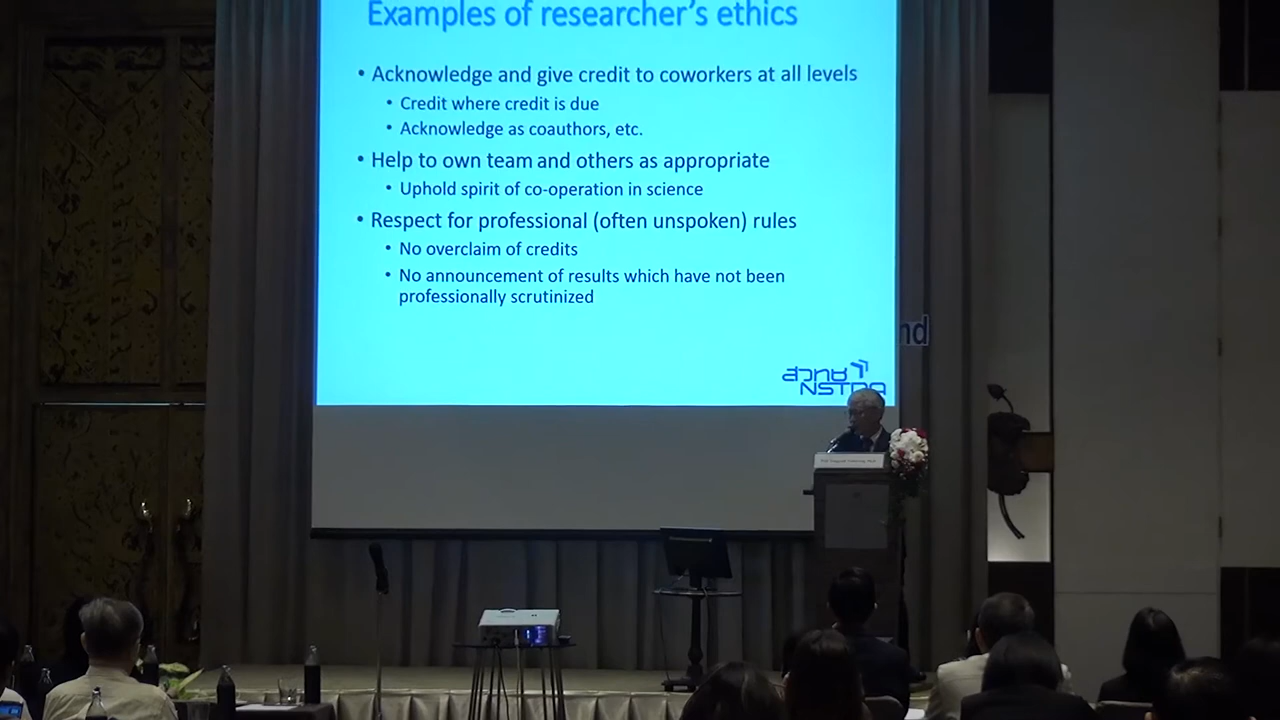 Examples of researcher's ethics
• Acknowledge and give credit to coworkers at all levels
• Credit where credit is due
• Acknowledge as coauthors, etc.
• Help to own team and others as appropriate
• Uphold spirit of co-operation in science
• Respect for professional (often unspoken) rules
• No overclaim of credits
• No announcement of results which have not been
professionally scrutinized
nd
สวทช
NSTDA